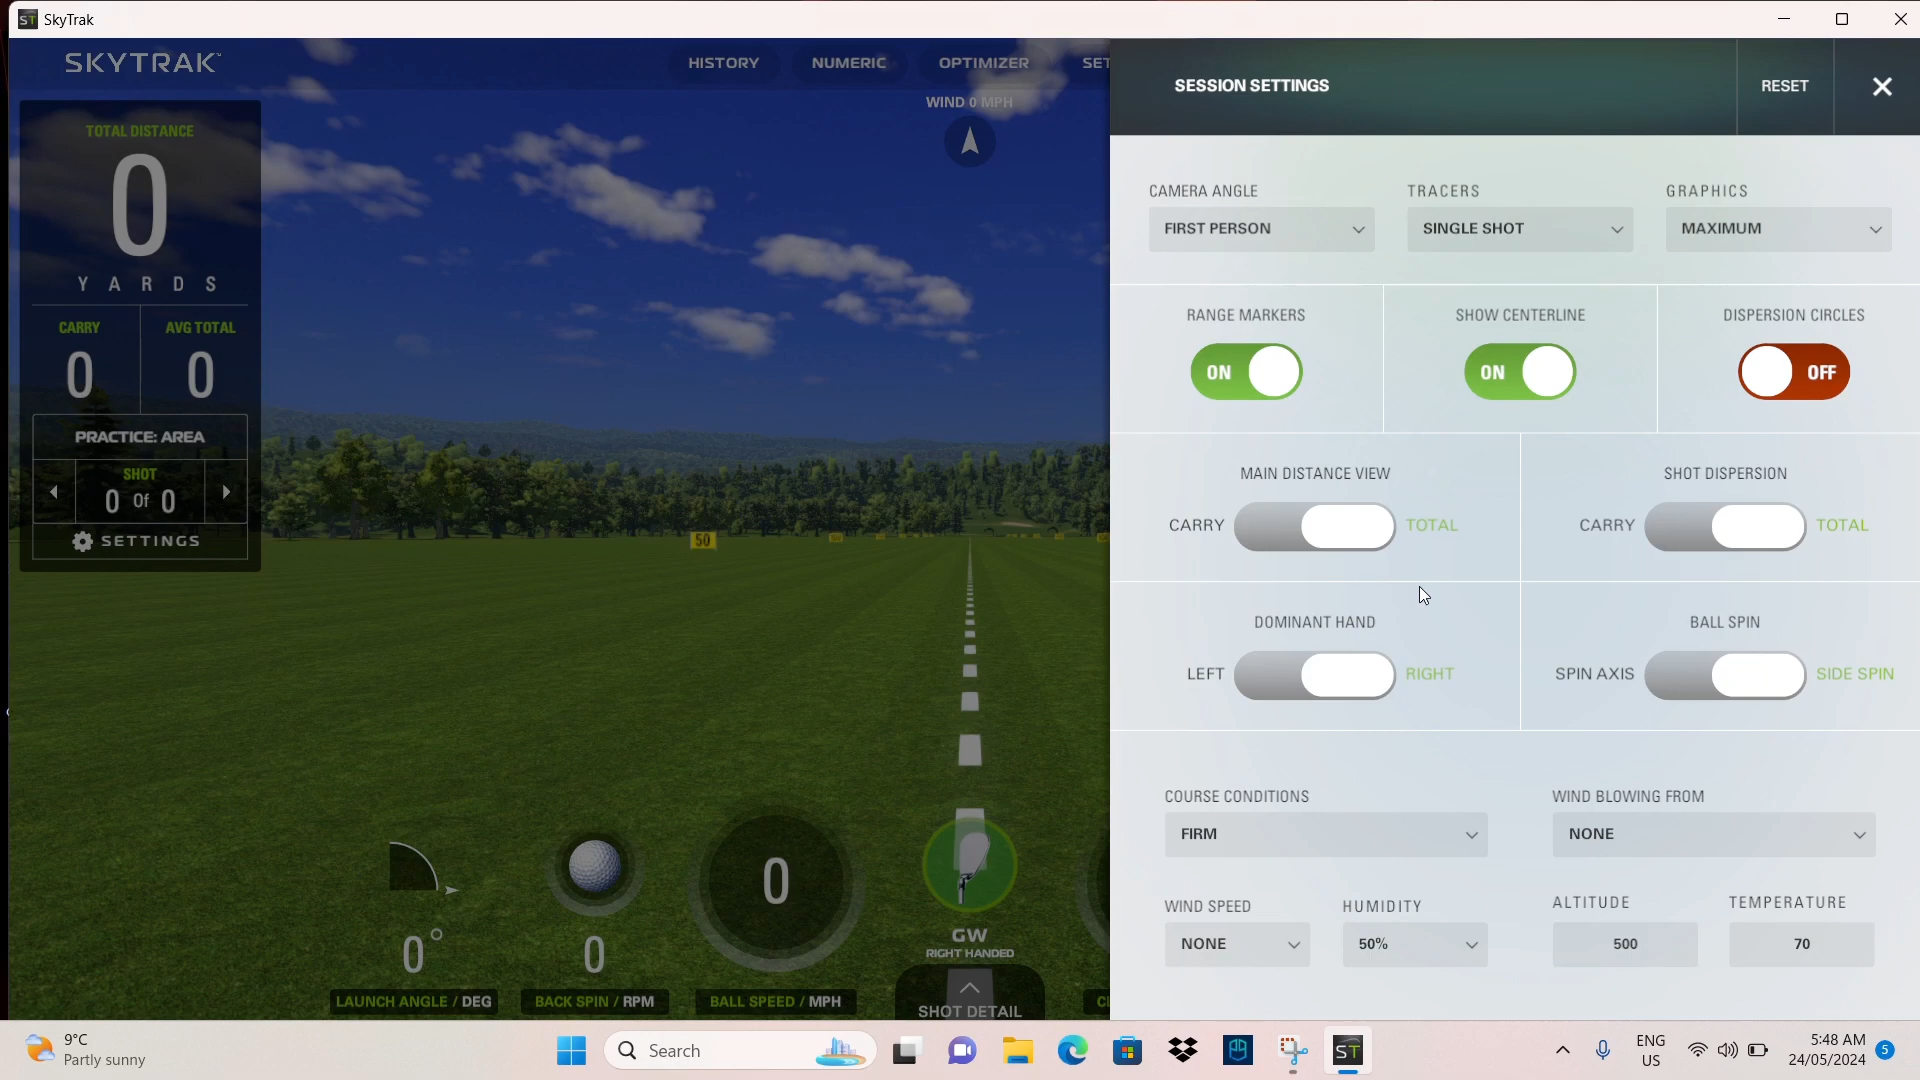 ST SkyTrak
SKYTRAK™
HISTORY
NUMERIC
OPTIMIZER
SET
WIND 0 MPH
TOTAL DISTANCE
0
YARDS
CARRY
AVG TOTAL
0
0
PRACTICE: AREA
SHOT
0 Of 0
SETTINGS
50
0°
0
0
GW
RIGHT HANDED
LAUNCH ANGLE / DEG
BACK SPIN / RPM
BALL SPEED / MPH
SHOT DETAIL
SESSION SETTINGS
RESET
CAMERA ANGLE
TRACERS
GRAPHICS
FIRST PERSON
SINGLE SHOT
MAXIMUM
RANGE MARKERS
SHOW CENTERLINE
DISPERSION CIRCLES
ON
ON
OFF
MAIN DISTANCE VIEW
SHOT DISPERSION
CARRY
TOTAL
CARRY
TOTAL
DOMINANT HAND
BALL SPIN
LEFT
RIGHT
SPIN AXIS
SIDE SPIN
COURSE CONDITIONS
WIND BLOWING FROM
FIRM
NONE
WIND SPEED
HUMIDITY
ALTITUDE
TEMPERATURE
NONE
50%
500
70
9°C
Partly sunny
Search
ST
ENG
US
5:48 AM
24/05/2024
5